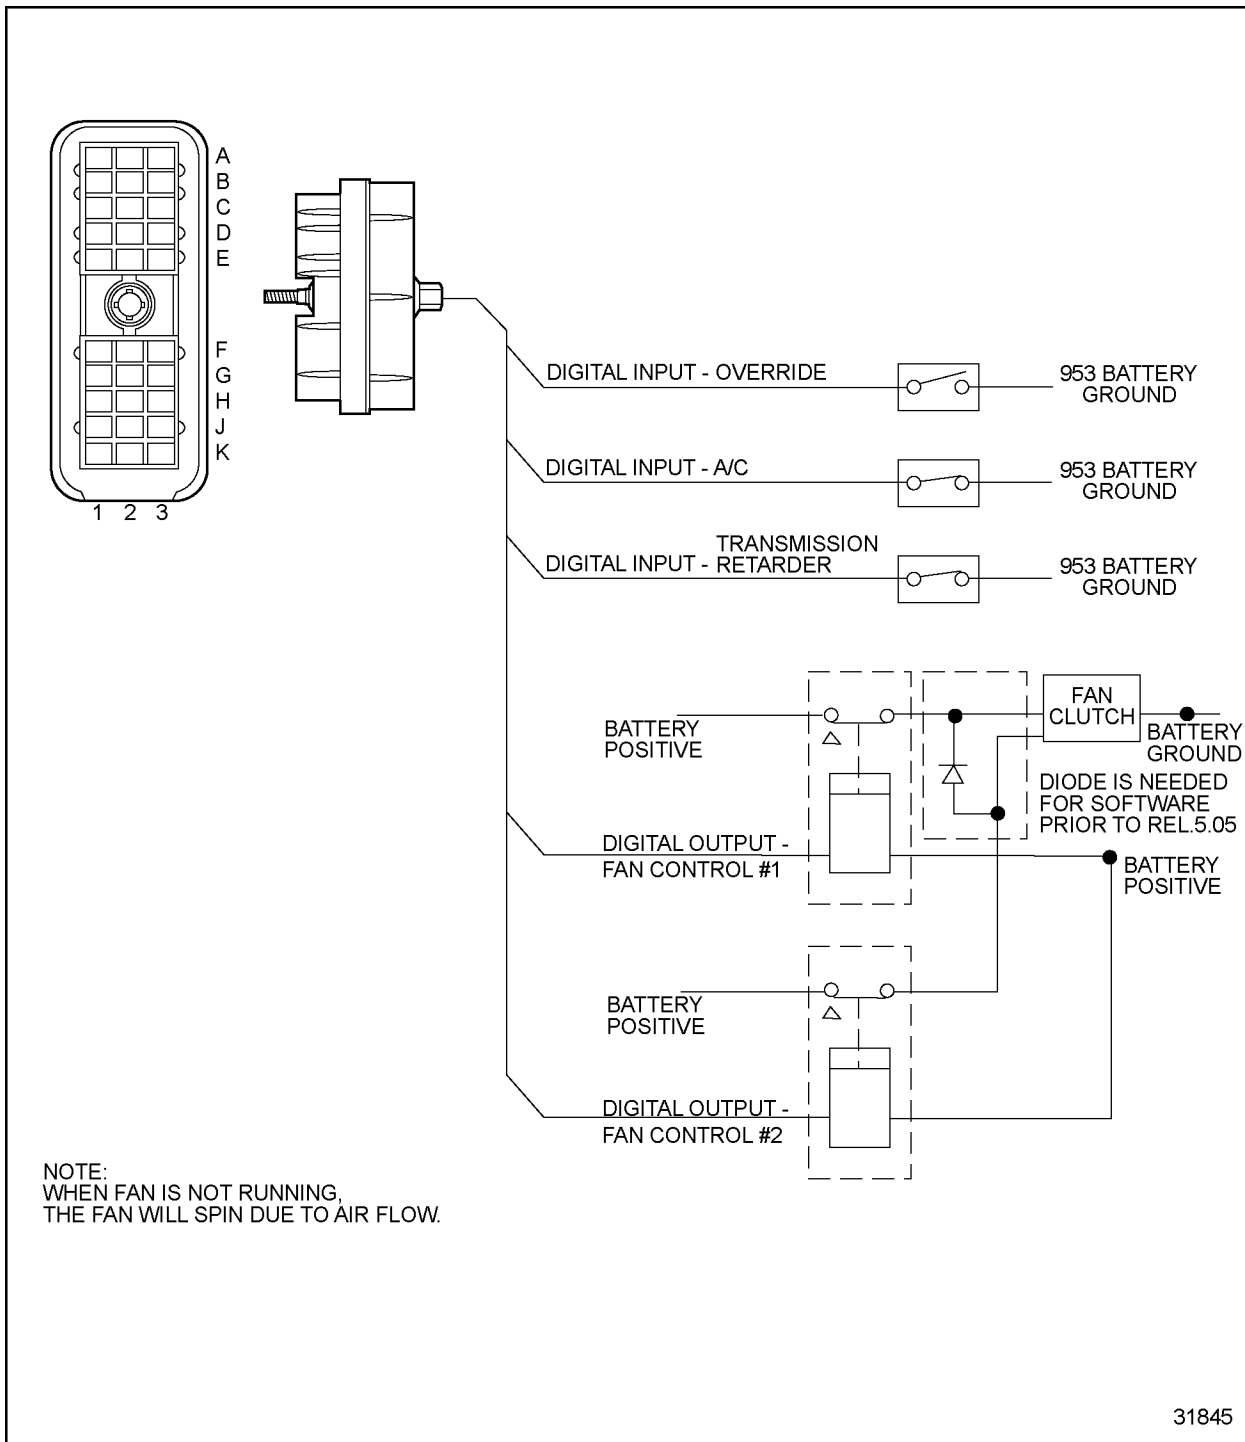 A
B
C
D
E
F
G
H
J
K
1 2 3
DIGITAL INPUT - OVERRIDE
953 BATTERY
GROUND
DIGITAL INPUT - A/C
953 BATTERY
GROUND
DIGITAL INPUT - TRANSMISSION
RETARDER
953 BATTERY
GROUND
BATTERY
POSITIVE
FAN
CLUTCH
BATTERY
GROUND
DIODE IS NEEDED
FOR SOFTWARE
PRIOR TO REL.5.05
DIGITAL OUTPUT -
FAN CONTROL #1
BATTERY
POSITIVE
BATTERY
POSITIVE
DIGITAL OUTPUT -
FAN CONTROL #2
NOTE:
WHEN FAN IS NOT RUNNING,
THE FAN WILL SPIN DUE TO AIR FLOW.
31845